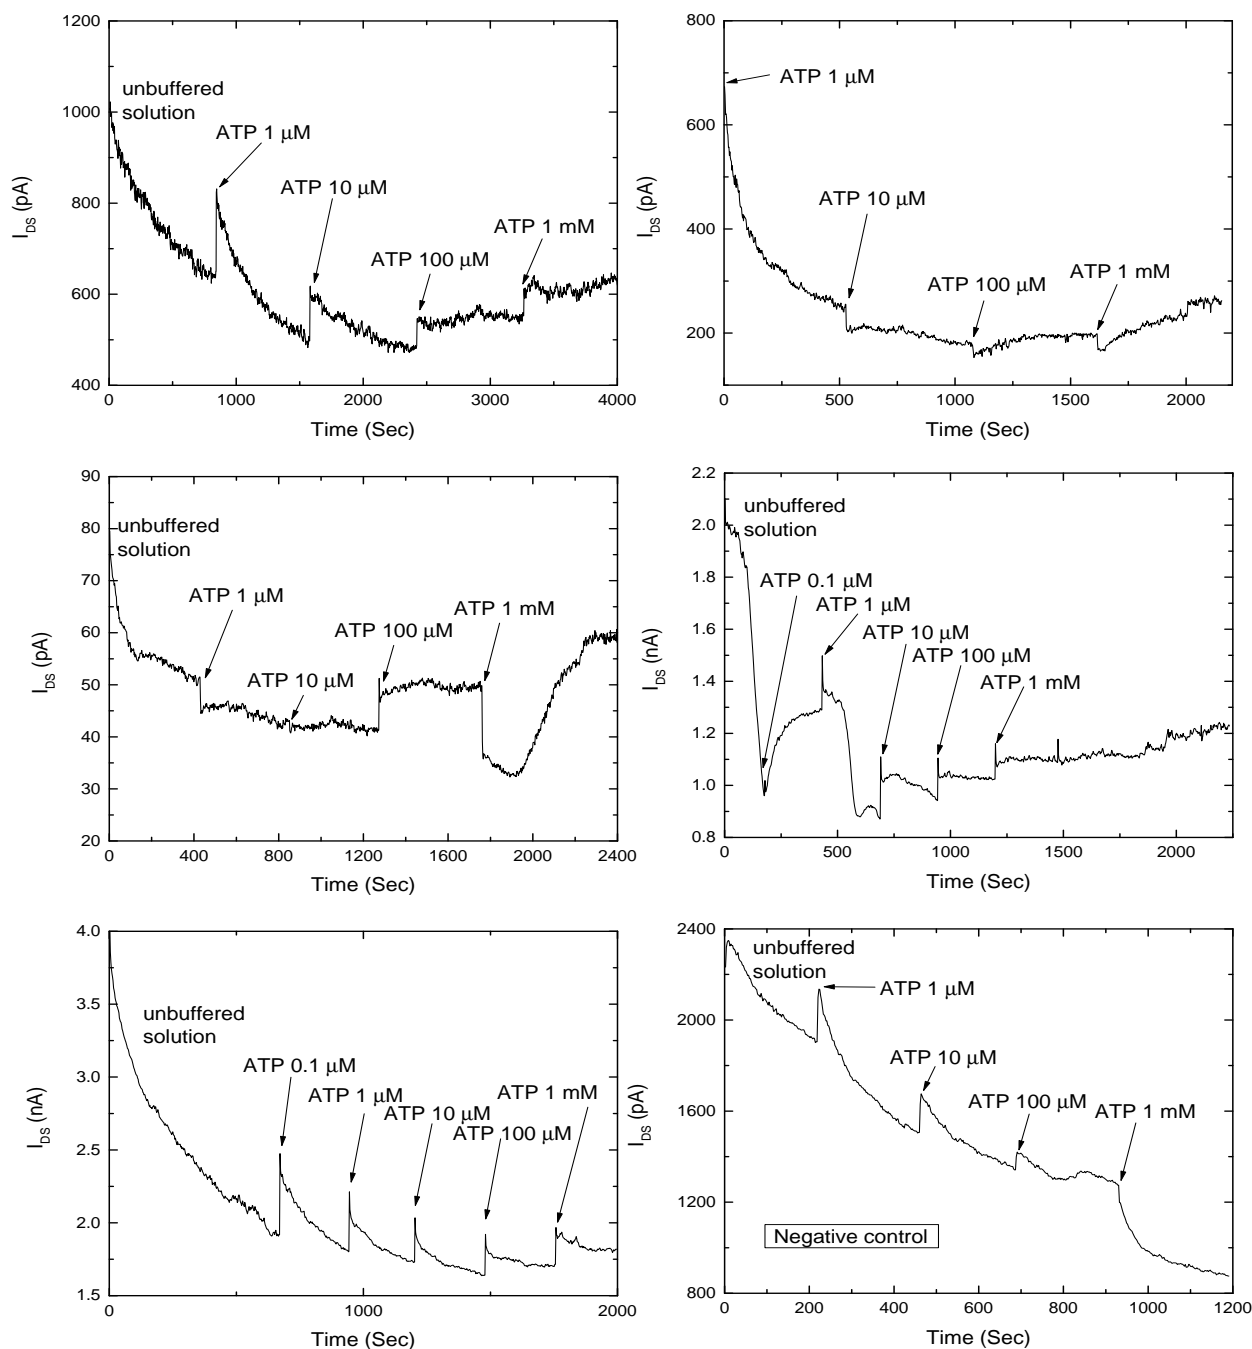 1200
1000
800
600
400
0
1000
2000
3000
4000
I_DS (pA)
Time (Sec)
unbuffered
solution
ATP 1 μM
ATP 10 μM
ATP 100 μM
ATP 1 mM
800
600
400
200
0
500
1000
1500
2000
I_DS (pA)
Time (Sec)
ATP 1 μM
ATP 10 μM
ATP 100 μM
ATP 1 mM
90
80
70
60
50
40
30
20
0
400
800
1200
1600
2000
2400
I_DS (pA)
Time (Sec)
unbuffered
solution
ATP 1 μM
ATP 10 μM
ATP 100 μM
ATP 1 mM
2.2
2.0
1.8
1.6
1.4
1.2
1.0
0.8
0
500
1000
1500
2000
I_DS (nA)
Time (Sec)
unbuffered
solution
ATP 0.1 μM
ATP 1 μM
ATP 10 μM
ATP 100 μM
ATP 1 mM
4.0
3.5
3.0
2.5
2.0
1.5
0
1000
2000
I_DS (nA)
Time (Sec)
unbuffered
solution
ATP 0.1 μM
ATP 1 μM
ATP 10 μM
ATP 100 μM
ATP 1 mM
2400
2000
1600
1200
800
0
200
400
600
800
1000
1200
I_DS (pA)
Time (Sec)
unbuffered
solution
ATP 1 μM
ATP 10 μM
ATP 100 μM
ATP 1 mM
Negative control